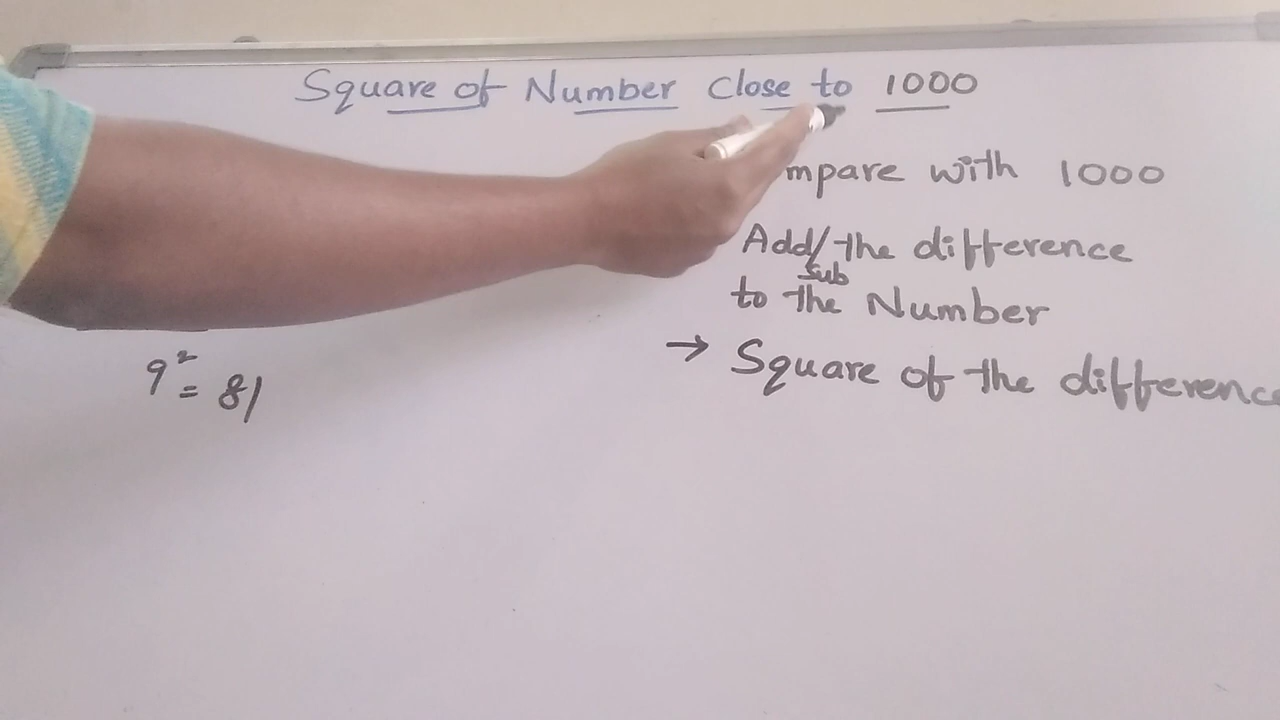 Square of Number Close to 1000
mpare with 1000
Add/Sub the difference
to the Number
→ Square of the difference
9² = 81